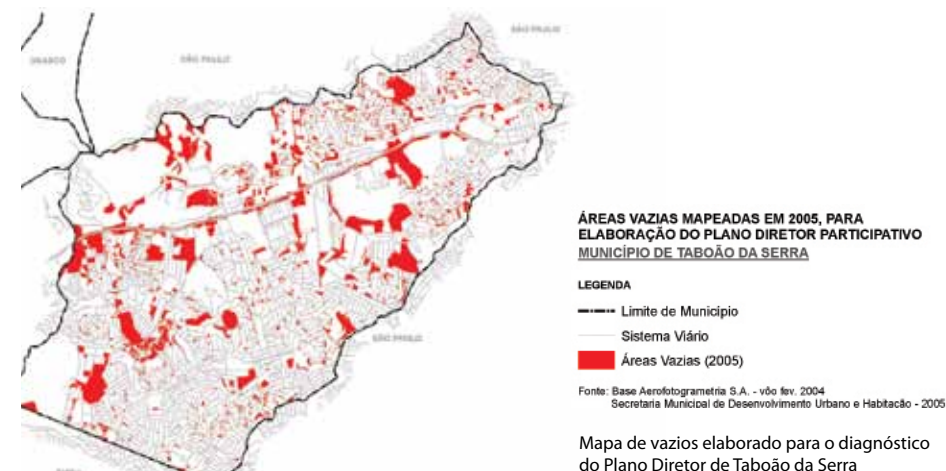 SÃO PAULO
OSASCO
SÃO PAULO
SÃO PAULO
ÁREAS VAZIAS MAPEADAS EM 2005, PARA
ELABORAÇÃO DO PLANO DIRETOR PARTICIPATIVO
MUNICÍPIO DE TABOÃO DA SERRA
LEGENDA
Limite de Município
Sistema Viário
Áreas Vazias (2005)
Fonte: Base Aerofotogrametria S.A. - vôo fev. 2004
Secretaria Municipal de Desenvolvimento Urbano e Habitação - 2005
Mapa de vazios elaborado para o diagnóstico
do Plano Diretor de Taboão da Serra